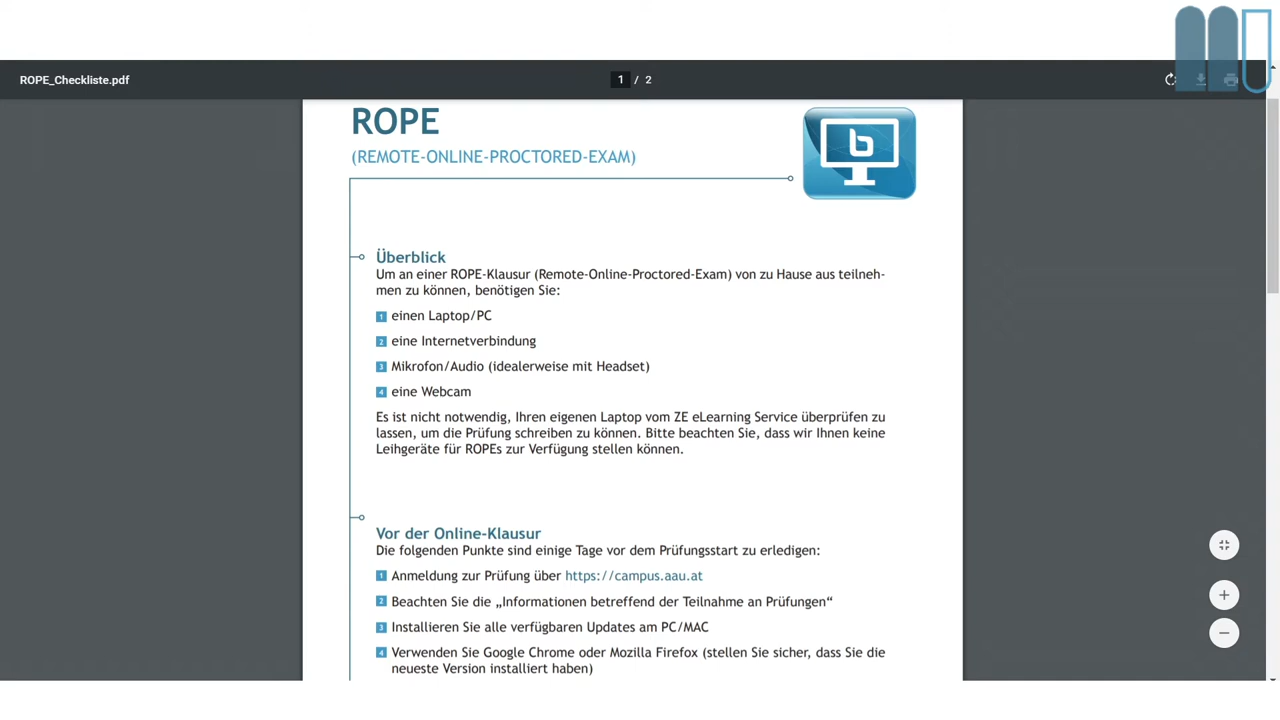 ROPE_Checkliste.pdf
1 / 2
ROPE
(REMOTE-ONLINE-PROCTORED-EXAM)
Überblick
Um an einer ROPE-Klausur (Remote-Online-Proctored-Exam) von zu Hause aus teilneh-
men zu können, benötigen Sie:
1 einen Laptop/PC
2 eine Internetverbindung
3 Mikrofon/Audio (idealerweise mit Headset)
4 eine Webcam
Es ist nicht notwendig, Ihren eigenen Laptop vom ZE eLearning Service überprüfen zu
lassen, um die Prüfung schreiben zu können. Bitte beachten Sie, dass wir Ihnen keine
Leihgeräte für ROPEs zur Verfügung stellen können.
Vor der Online-Klausur
Die folgenden Punkte sind einige Tage vor dem Prüfungsstart zu erledigen:
1 Anmeldung zur Prüfung über https://campus.aau.at
2 Beachten Sie die „Informationen betreffend der Teilnahme an Prüfungen“
3 Installieren Sie alle verfügbaren Updates am PC/MAC
4 Verwenden Sie Google Chrome oder Mozilla Firefox (stellen Sie sicher, dass Sie die
neueste Version installiert haben)